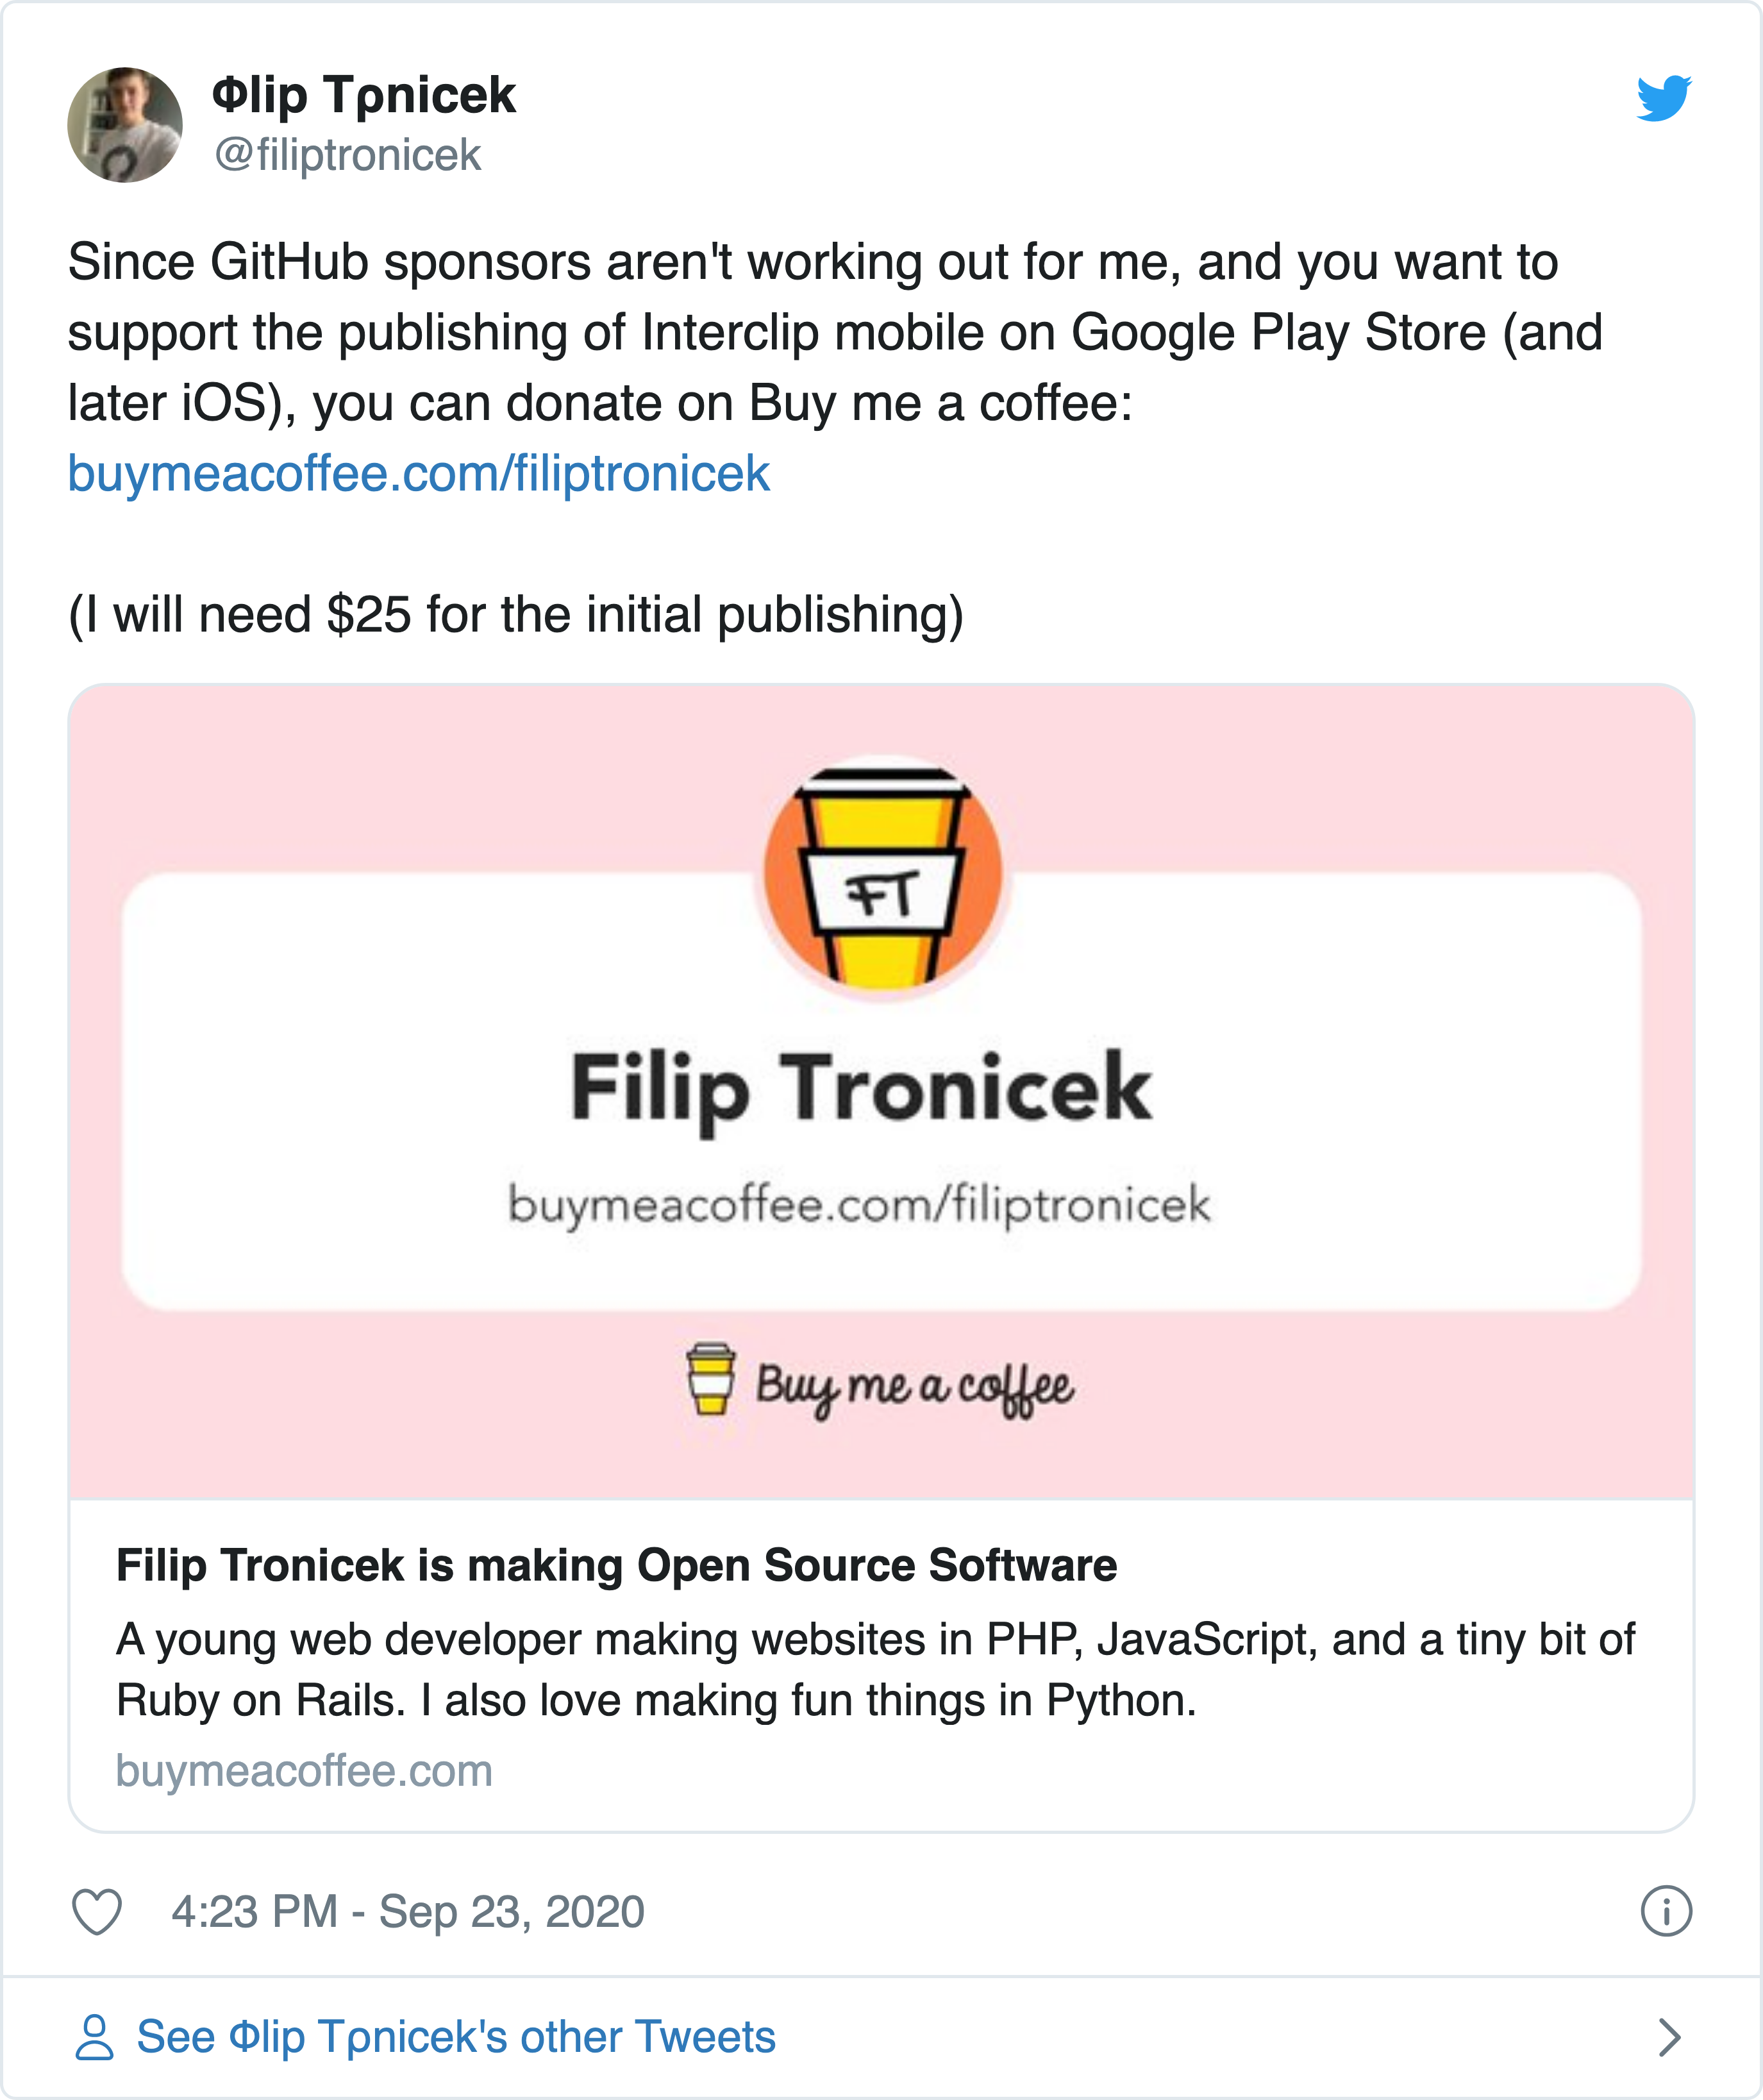 Φlip Tρnicek
@filiptronicek
Since GitHub sponsors aren't working out for me, and you want to
support the publishing of Interclip mobile on Google Play Store (and
later iOS), you can donate on Buy me a coffee:
buymeacoffee.com/filiptronicek
(I will need $25 for the initial publishing)
FT
Filip Tronicek
buymeacoffee.com/filiptronicek
Buy me a coffee
Filip Tronicek is making Open Source Software
A young web developer making websites in PHP, JavaScript, and a tiny bit of
Ruby on Rails. I also love making fun things in Python.
buymeacoffee.com
4:23 PM - Sep 23, 2020
See Φlip Tρnicek's other Tweets